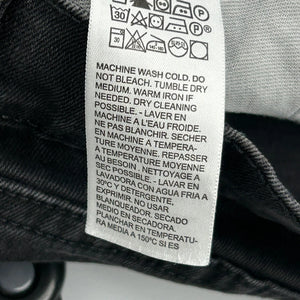 30
30
MACHINE WASH COLD. DO
NOT BLEACH. TUMBLE DRY
MEDIUM. WARM IRON IF
NEEDED. DRY CLEANING
POSSIBLE. - LAVER EN
MACHINE A L'EAU FROIDE.
NE PAS BLANCHIR. SECHER
EN MACHINE A TEMPERA-
TURE MOYENNE. REPASSER
A TEMPERATURE MOYENNE
AU BESOIN . NETTOYAGE A
SEC POSSIBLE. - LAVAR EN
LAVADORA CON AGUA FRIA A
30ºC Y DETERGENTE.
EXPRIMIR. NO USAR
BLANQUEADOR. SECADO
MEDIO EN SECADORA.
PLANCHAR EN TEMPERATU-
RA MEDIA A 150ºC SI ES